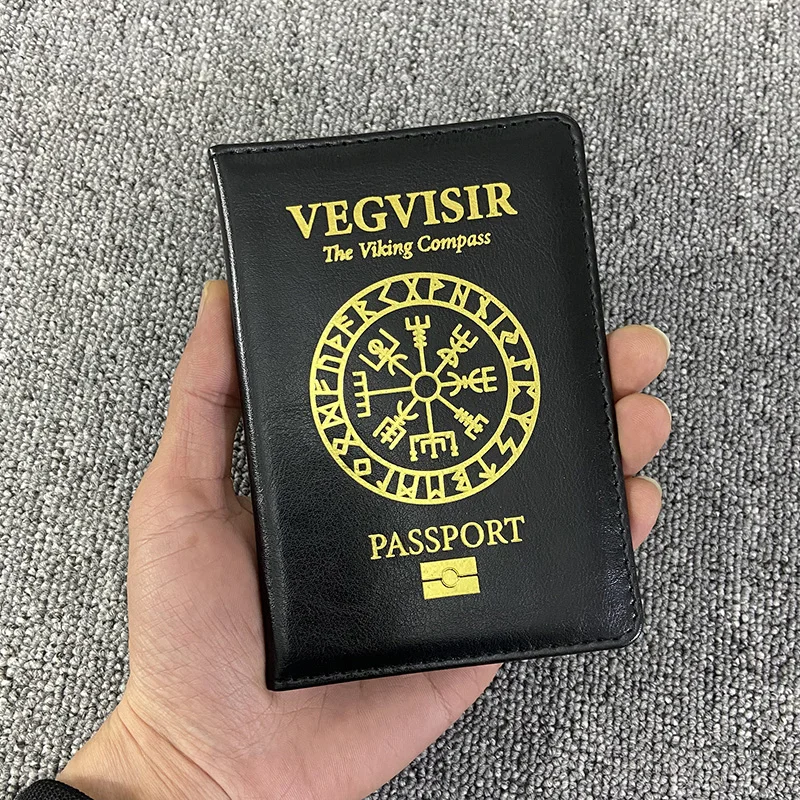 VEGVISIR
The Viking Compass
PASSPORT